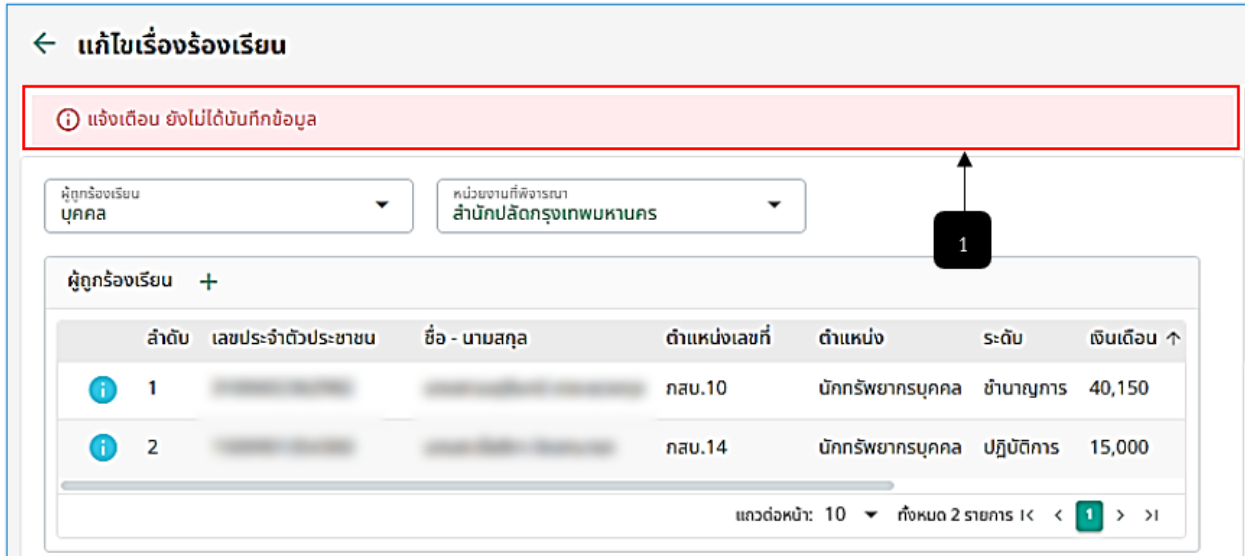 แก้ไขเรื่องร้องเรียน
แจ้งเตือน ยังไม่ได้บันทึกข้อมูล
ผู้ถูกร้องเรียน
บุคคล
หน่วยงานที่พิจารณา
สำนักปลัดกรุงเทพมหานคร
1
ผู้ถูกร้องเรียน +
ลำดับ เลขประจำตัวประชาชน ชื่อ - นามสกุล ตำแหน่งเลขที่ ตำแหน่ง ระดับ เงินเดือน ↑
1 กสบ.10 นักทรัพยากรบุคคล ชำนาญการ 40,150
2 กสบ.14 นักทรัพยากรบุคคล ปฏิบัติการ 15,000
แถวต่อหน้า: 10 ทั้งหมด 2 รายการ 1